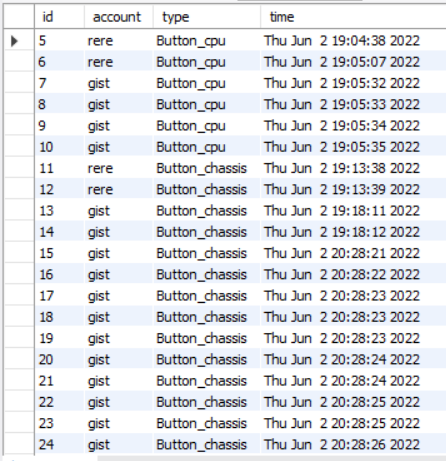 id account type time
5 rere Button_cpu Thu Jun  2 19:04:38 2022
6 rere Button_cpu Thu Jun  2 19:05:07 2022
7 gist Button_cpu Thu Jun  2 19:05:32 2022
8 gist Button_cpu Thu Jun  2 19:05:33 2022
9 gist Button_cpu Thu Jun  2 19:05:34 2022
10 gist Button_cpu Thu Jun  2 19:05:35 2022
11 rere Button_chassis Thu Jun  2 19:13:38 2022
12 rere Button_chassis Thu Jun  2 19:13:39 2022
13 gist Button_chassis Thu Jun  2 19:18:11 2022
14 gist Button_chassis Thu Jun  2 19:18:12 2022
15 gist Button_chassis Thu Jun  2 20:28:21 2022
16 gist Button_chassis Thu Jun  2 20:28:22 2022
17 gist Button_chassis Thu Jun  2 20:28:23 2022
18 gist Button_chassis Thu Jun  2 20:28:23 2022
19 gist Button_chassis Thu Jun  2 20:28:23 2022
20 gist Button_chassis Thu Jun  2 20:28:24 2022
21 gist Button_chassis Thu Jun  2 20:28:24 2022
22 gist Button_chassis Thu Jun  2 20:28:25 2022
23 gist Button_chassis Thu Jun  2 20:28:25 2022
24 gist Button_chassis Thu Jun  2 20:28:26 2022